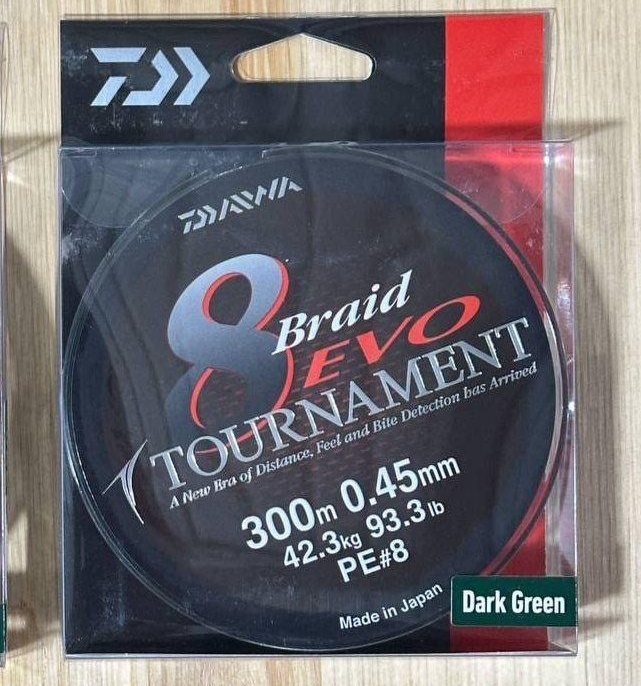 DAIWA
8 Braid
EVO
TOURNAMENT
A New Era of Distance, Feel and Bite Detection has Arrived
300m 0.45mm
42.3kg 93.3lb
PE#8
Made in Japan
Dark Green